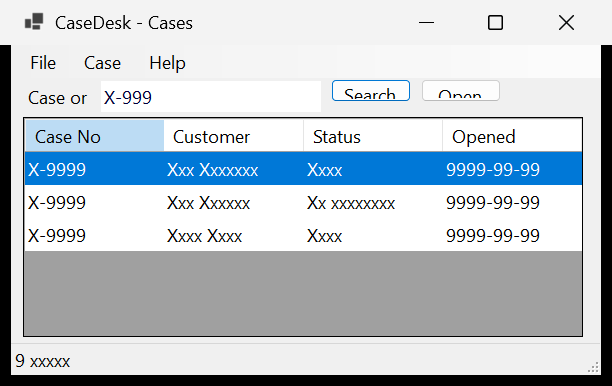 CaseDesk - Cases
File Case Help
Case or X-999 Search Open
Case No Customer Status Opened
X-9999 Xxx Xxxxxxx Xxxx 9999-99-99
X-9999 Xxx Xxxxxx Xx xxxxxxxx 9999-99-99
X-9999 Xxxx Xxxx Xxxx 9999-99-99
9 xxxxx